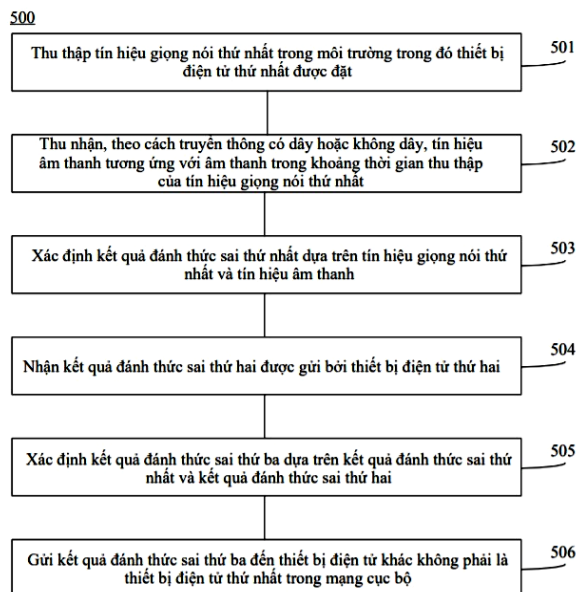 500
Thu thập tín hiệu giọng nói thứ nhất trong môi trường trong đó thiết bị
điện tử thứ nhất được đặt
501
Thu nhận, theo cách truyền thông có dây hoặc không dây, tín hiệu
âm thanh tương ứng với âm thanh trong khoảng thời gian thu thập
của tín hiệu giọng nói thứ nhất
502
Xác định kết quả đánh thức sai thứ nhất dựa trên tín hiệu giọng nói thứ
nhất và tín hiệu âm thanh
503
Nhận kết quả đánh thức sai thứ hai được gửi bởi thiết bị điện tử thứ hai
504
Xác định kết quả đánh thức sai thứ ba dựa trên kết quả đánh thức sai thứ
nhất và kết quả đánh thức sai thứ hai
505
Gửi kết quả đánh thức sai thứ ba đến thiết bị điện tử khác không phải là
thiết bị điện tử thứ nhất trong mạng cục bộ
506